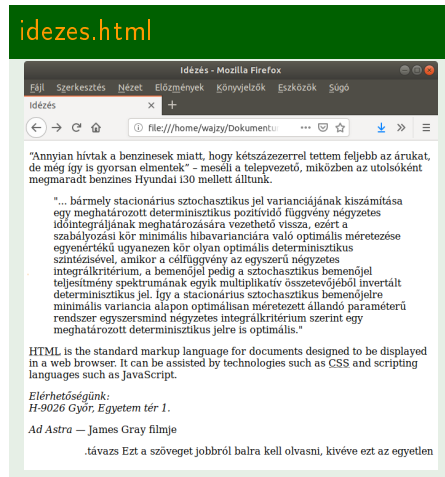 idezes.html
Idézés - Mozilla Firefox
Fájl Szerkesztés Nézet Előzmények Könyvjelzők Eszközök Súgó
Idézés
file:///home/wajzy/Dokumentu
“Annyian hívtak a benzinesek miatt, hogy kétszázezerrel tettem feljebb az árukat,
de még így is gyorsan elmentek” – meséli a telepvezető, miközben az utolsóként
megmaradt benzines Hyundai i30 mellett álltunk.
"... bármely stacionárius sztochasztikus jel varianciájának kiszámítása
egy meghatározott determinisztikus pozitívidő függvény négyzetes
időintegráljának meghatározására vezethető vissza, ezért a
szabályozási kör minimális hibavarianciára való optimális méretezése
egyenértékű ugyanezen kör olyan optimális determinisztikus
szintézisével, amikor a célfüggvény az egyszerű négyzetes
integrálkritérium, a bemenőjel pedig a sztochasztikus bemenőjel
teljesítmény spektrumának egyik multiplikatív összetevőjéből invertált
determinisztikus jel. Így a stacionárius sztochasztikus bemenőjelre
minimális variancia alapon optimálisan méretezett állandó paraméterű
rendszer egyszersmind négyzetes integrálkritérium szerint egy
meghatározott determinisztikus jelre is optimális."
HTML is the standard markup language for documents designed to be displayed
in a web browser. It can be assisted by technologies such as CSS and scripting
languages such as JavaScript.
Elérhetőségünk:
H-9026 Győr, Egyetem tér 1.
Ad Astra — James Gray filmje
.távazs Ezt a szöveget jobbról balra kell olvasni, kivéve ezt az egyetlen